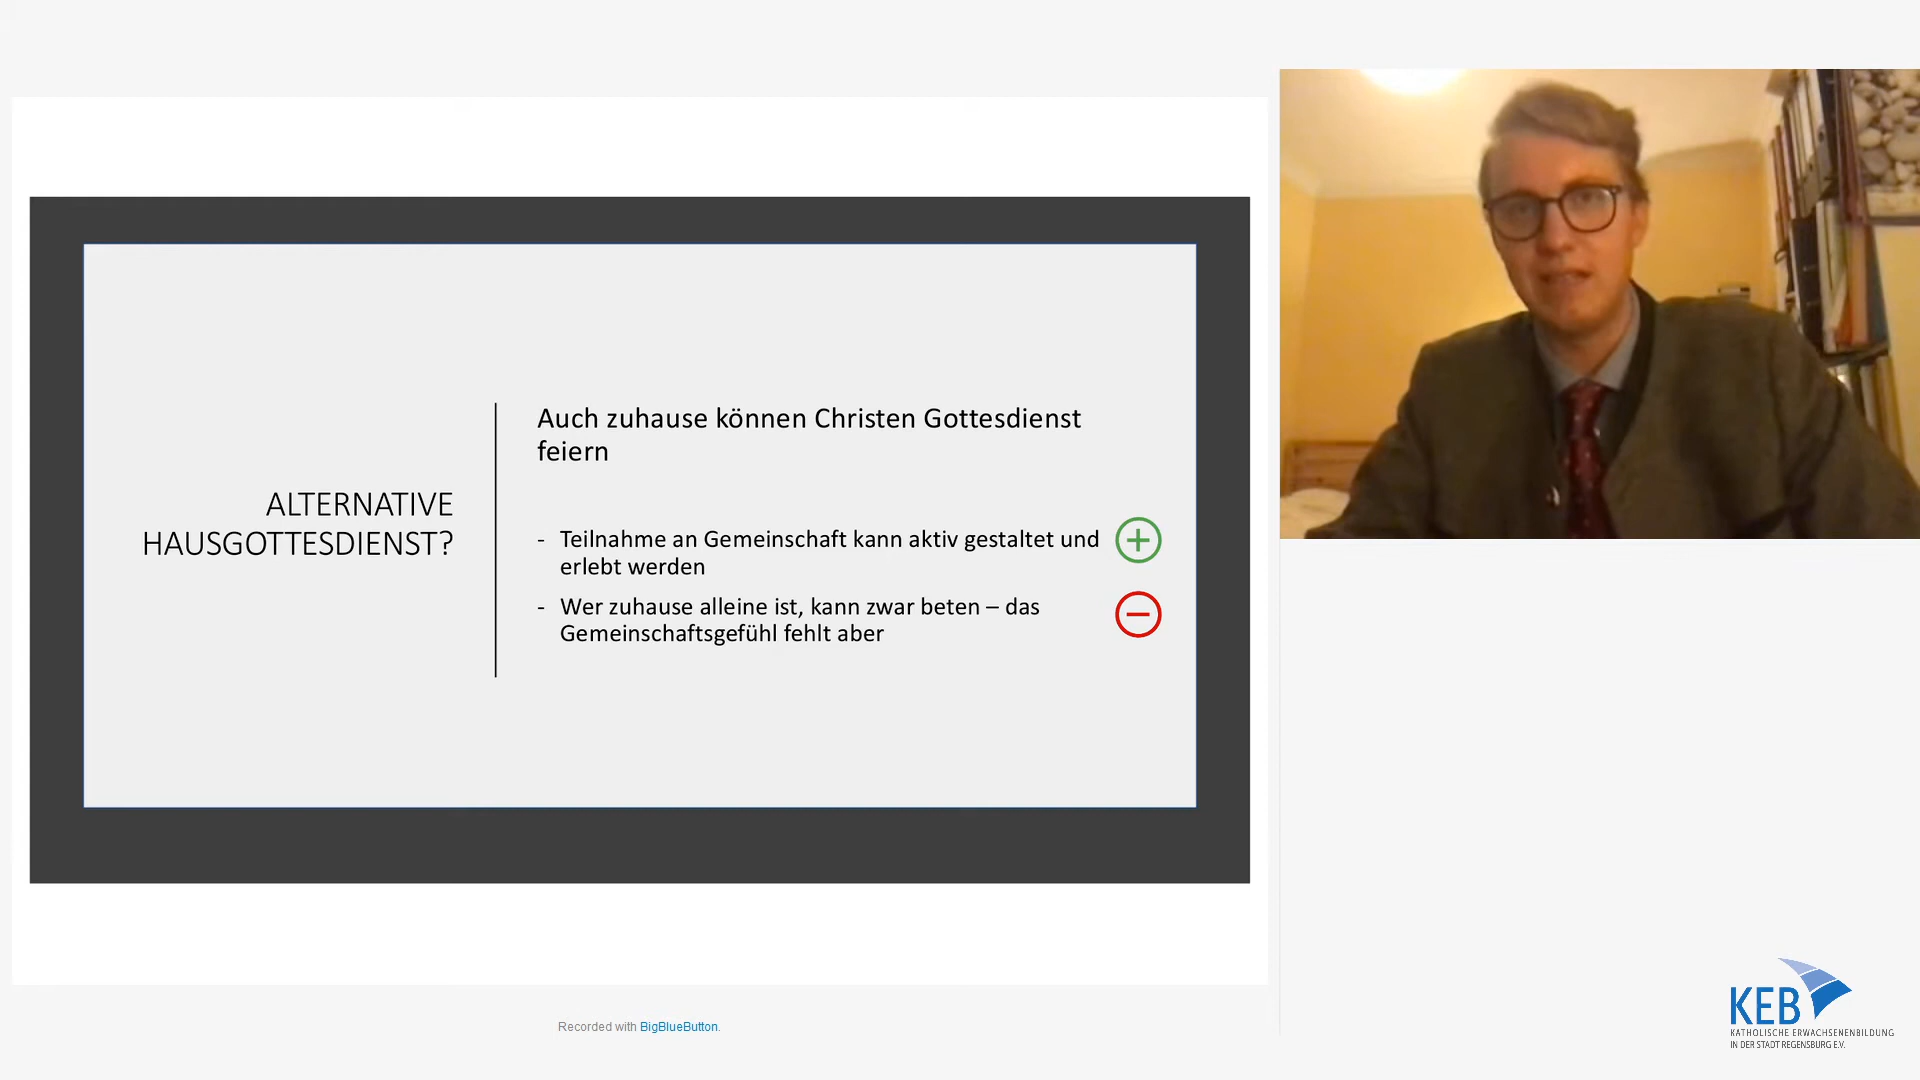 ALTERNATIVE
HAUSGOTTESDIENST?
Auch zuhause können Christen Gottesdienst
feiern
- Teilnahme an Gemeinschaft kann aktiv gestaltet und
erlebt werden
- Wer zuhause alleine ist, kann zwar beten – das
Gemeinschaftsgefühl fehlt aber
Recorded with BigBlueButton.
KEB
KATHOLISCHE ERWACHSENENBILDUNG
IN DER STADT REGENSBURG E.V.